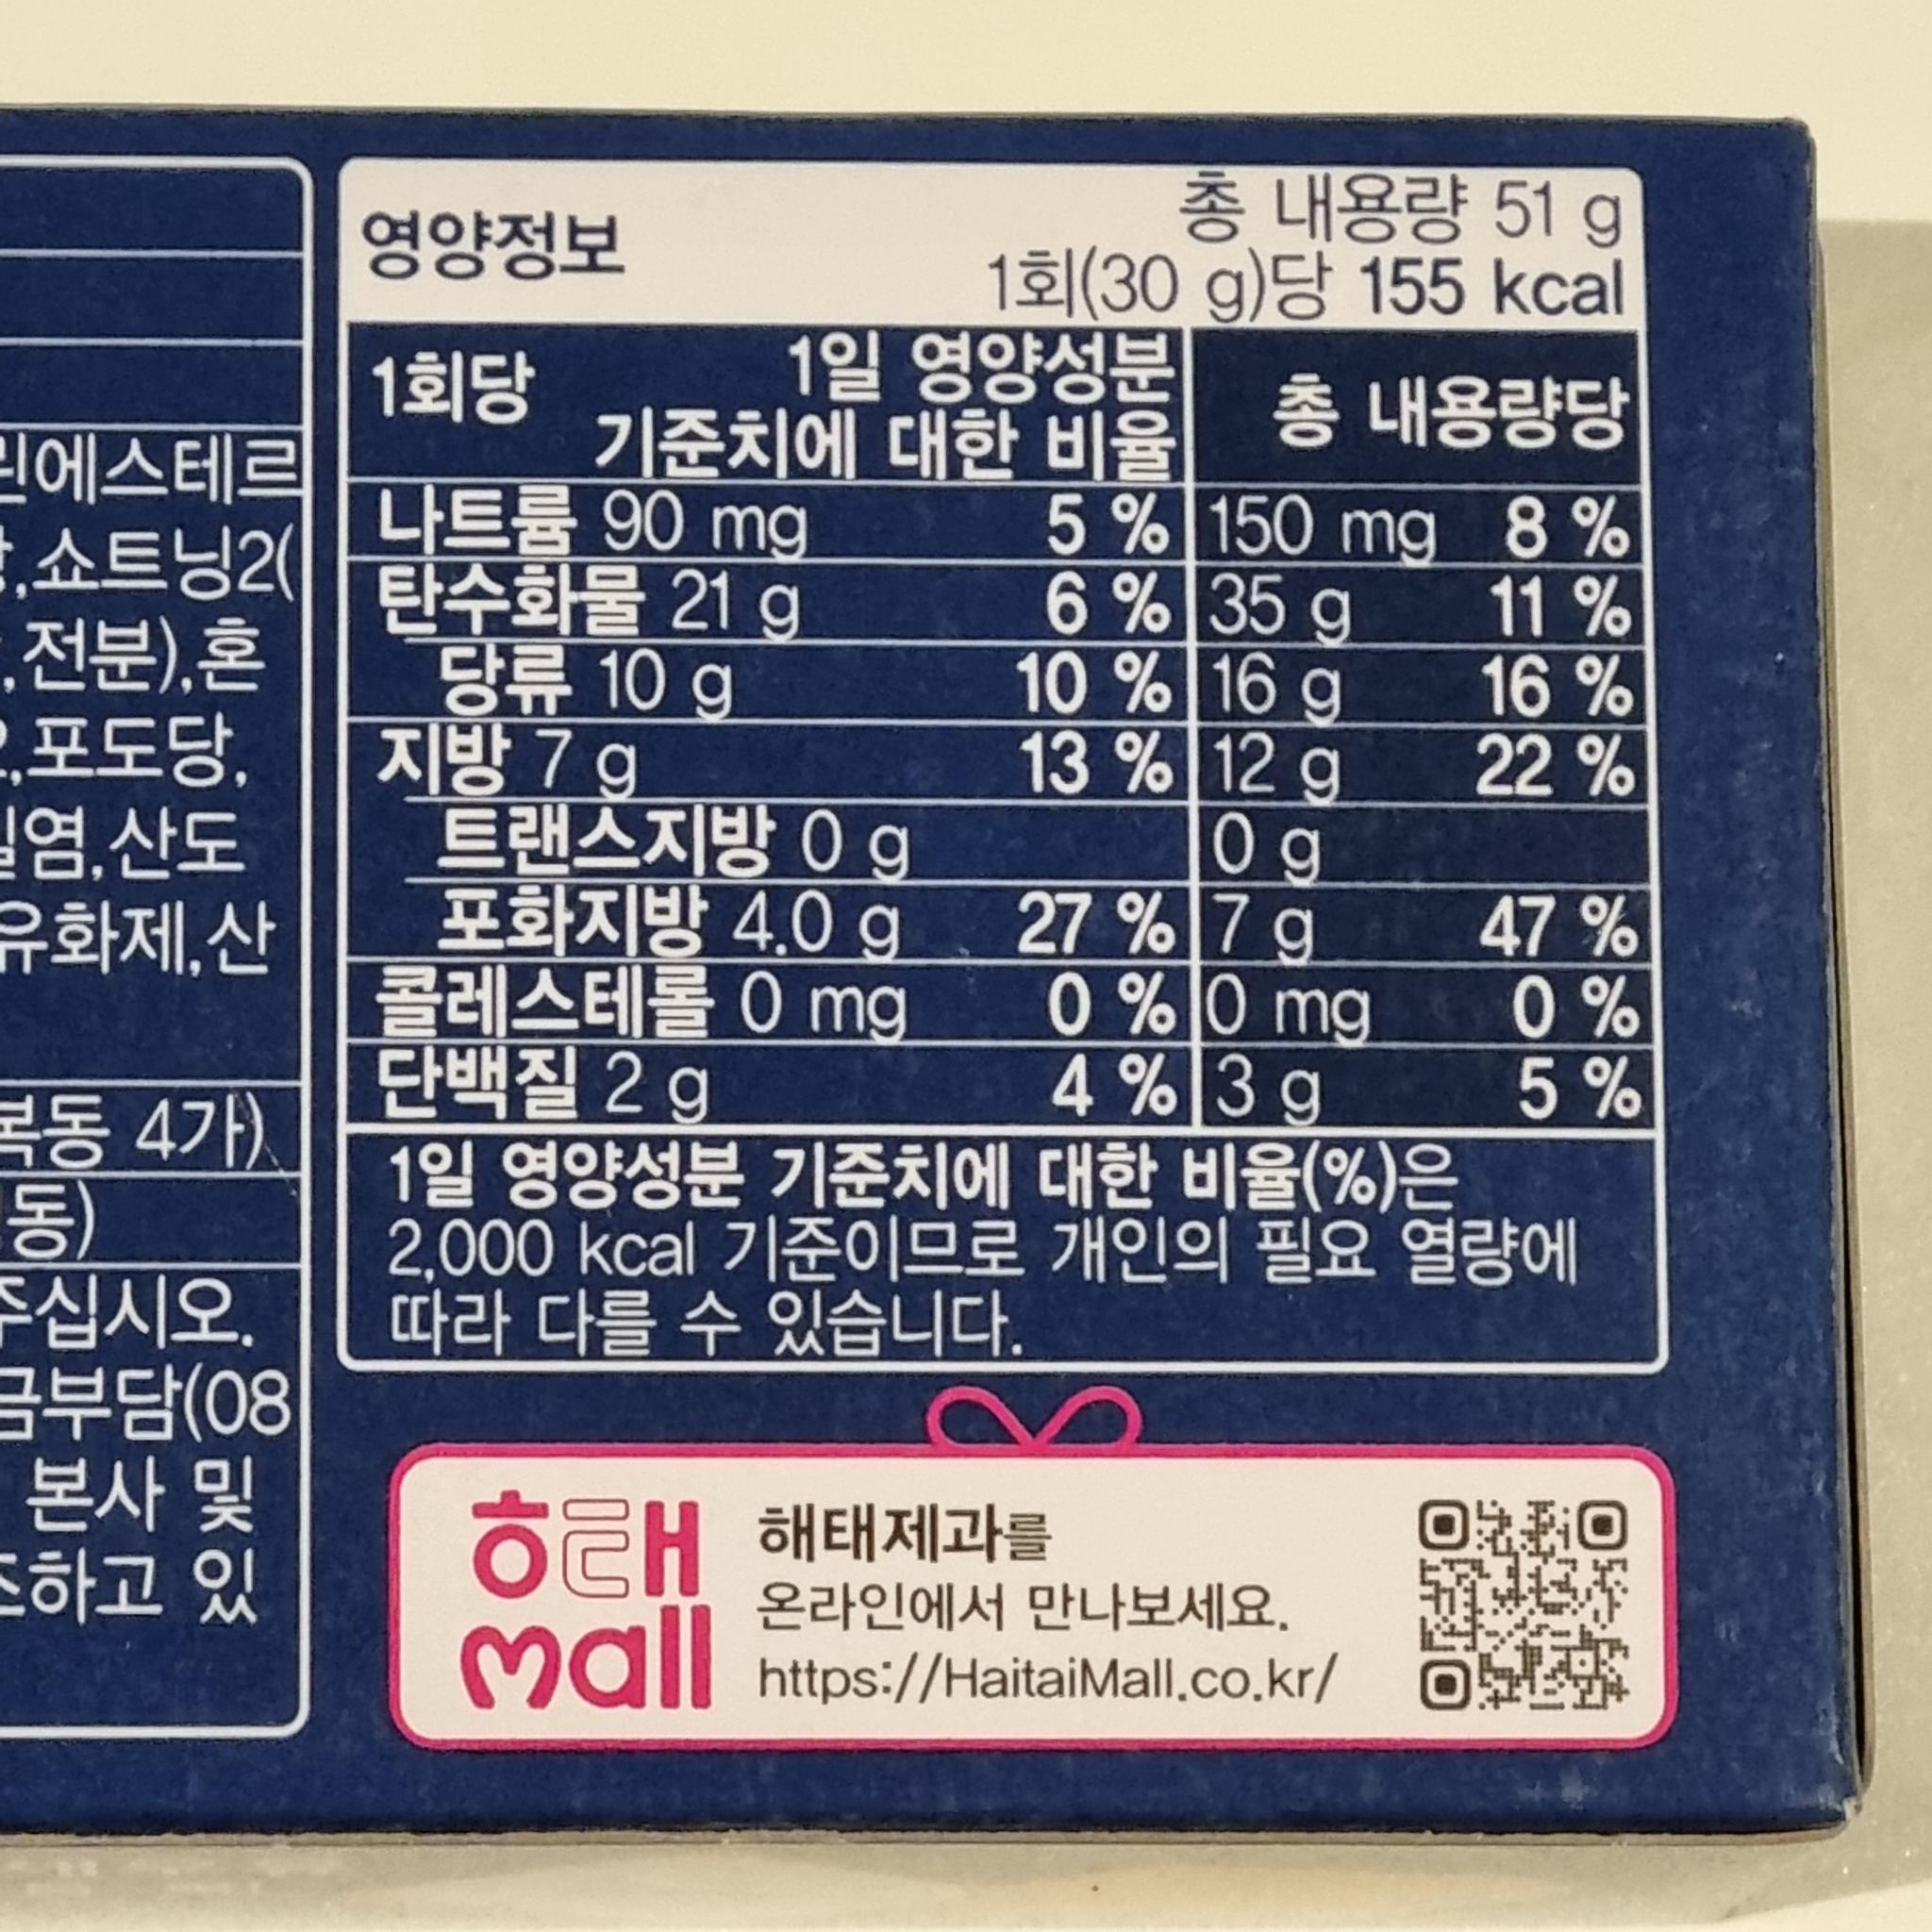 린에스테르
,쇼트닝2(
,전분),혼
,포도당,
염,산도
유화제,산
복동 4가)
동)
주십시오.
금부담(08
본사 및
하고 있
영양정보
총 내용량 51 g
1회(30 g)당 155 kcal
1회당 1일 영양성분 기준치에 대한 비율 총 내용량당
나트륨 90 mg 5 % 150 mg 8 %
탄수화물 21 g 6 % 35 g 11 %
당류 10 g 10 % 16 g 16 %
지방 7 g 13 % 12 g 22 %
트랜스지방 0 g 0 g
포화지방 4.0 g 27 % 7 g 47 %
콜레스테롤 0 mg 0 % 0 mg 0 %
단백질 2 g 4 % 3 g 5 %
1일 영양성분 기준치에 대한 비율(%)은
2,000 kcal 기준이므로 개인의 필요 열량에
따라 다를 수 있습니다.
해태
mall
해태제과를
온라인에서 만나보세요.
https://HaitaiMall.co.kr/